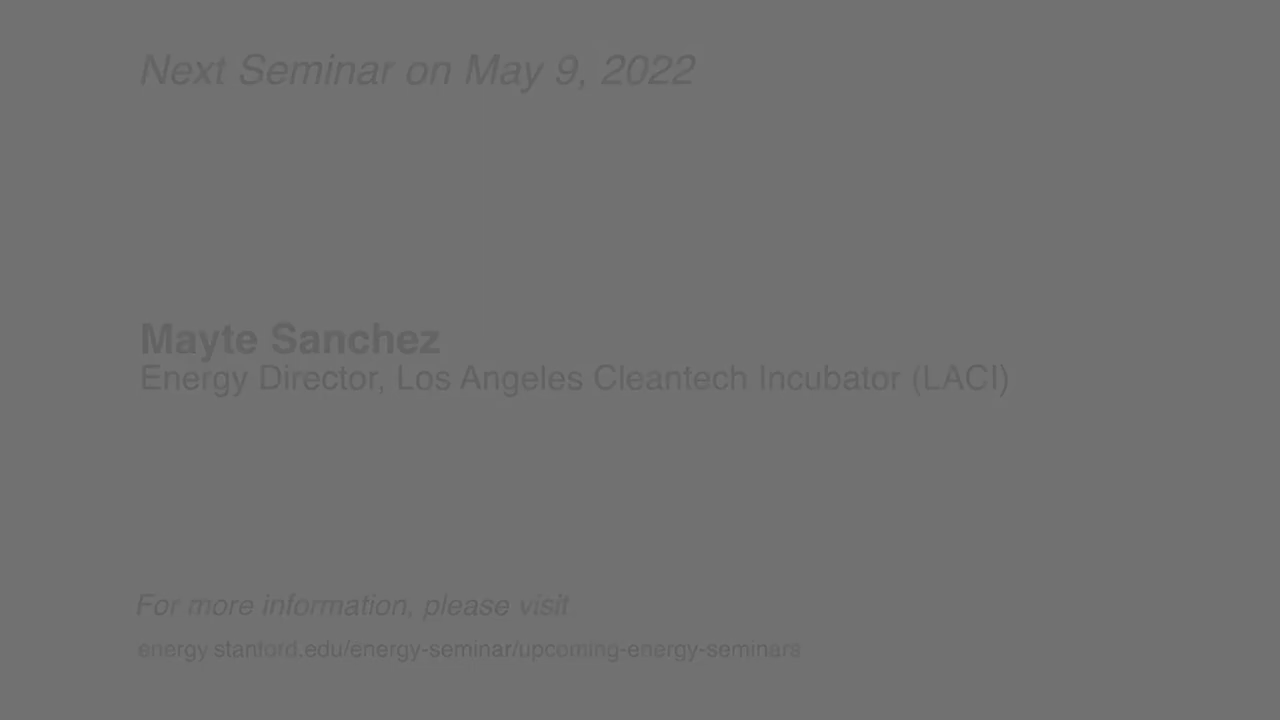 Next Seminar on May 9, 2022
Mayte Sanchez
Energy Director, Los Angeles Cleantech Incubator (LACI)
For more information, please visit
energy.stanford.edu/energy-seminar/upcoming-energy-seminars